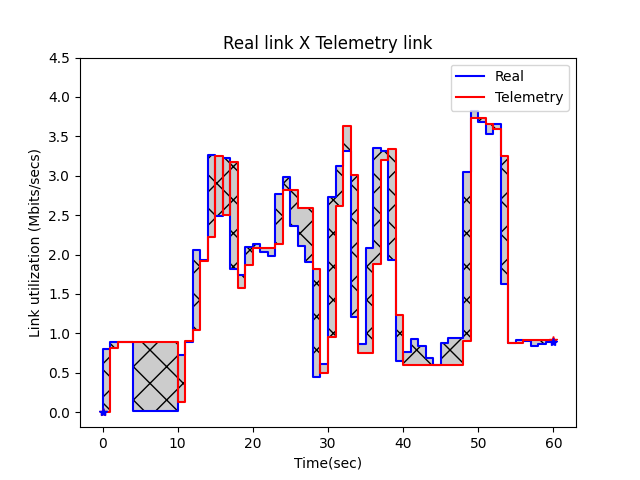 Real link X Telemetry link
Real
Telemetry
Link utilization (Mbits/secs)
4.5
4.0
3.5
3.0
2.5
2.0
1.5
1.0
0.5
0.0
0 10 20 30 40 50 60
Time(sec)